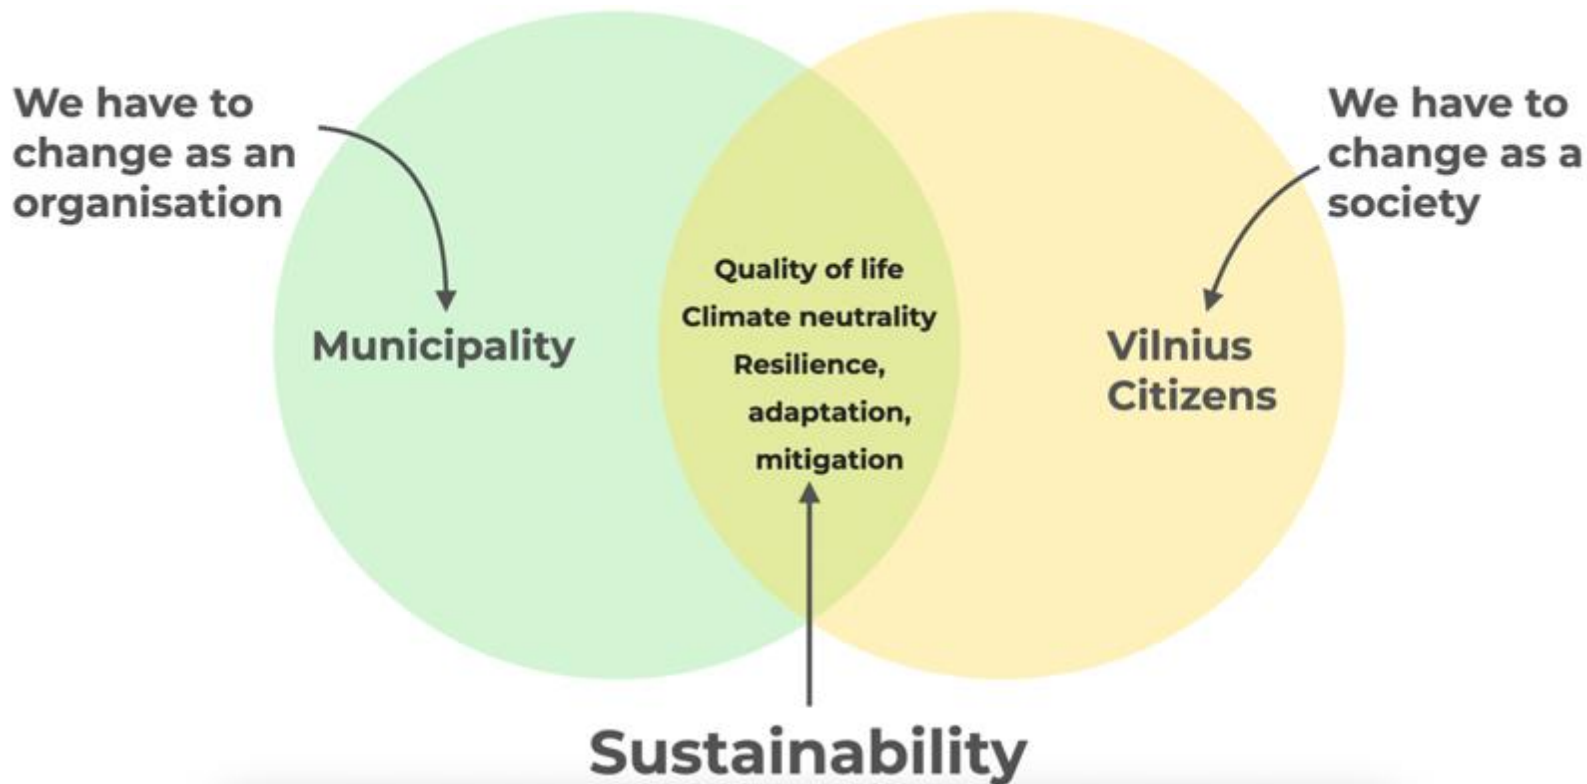 We have to
change as an
organisation
We have to
change as a
society
Municipality
Quality of life
Climate neutrality
Resilience,
adaptation,
mitigation
Vilnius
Citizens
Sustainability